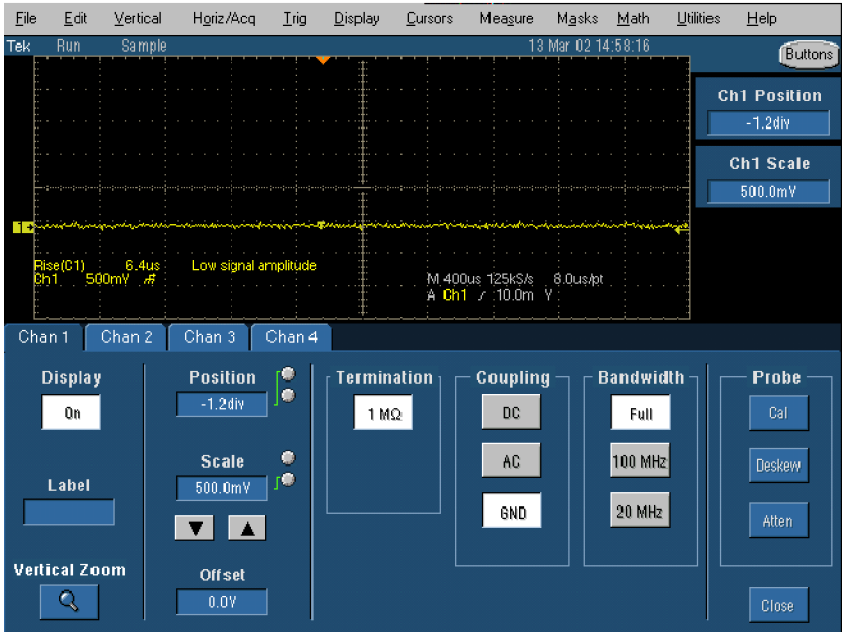 File Edit Vertical Horiz/Acq Trig Display Cursors Measure Masks Math Utilities Help
Tek Run Sample 13 Mar 02 14:58:16
Buttons
Ch1 Position
-1.2div
Ch1 Scale
500.0mV
1
Rise(C1) 6.4us Low signal amplitude
Ch1 500mV
M 400us 125kS/s 8.0us/pt
A Ch1 10.0m V
Chan 1 Chan 2 Chan 3 Chan 4
Display
On
Label
Vertical Zoom
Position
-1.2div
Scale
500.0mV
Offset
0.0V
Termination
1 MΩ
Coupling
DC
AC
GND
Bandwidth
Full
100 MHz
20 MHz
Probe
Cal
Deskew
Atten
Close